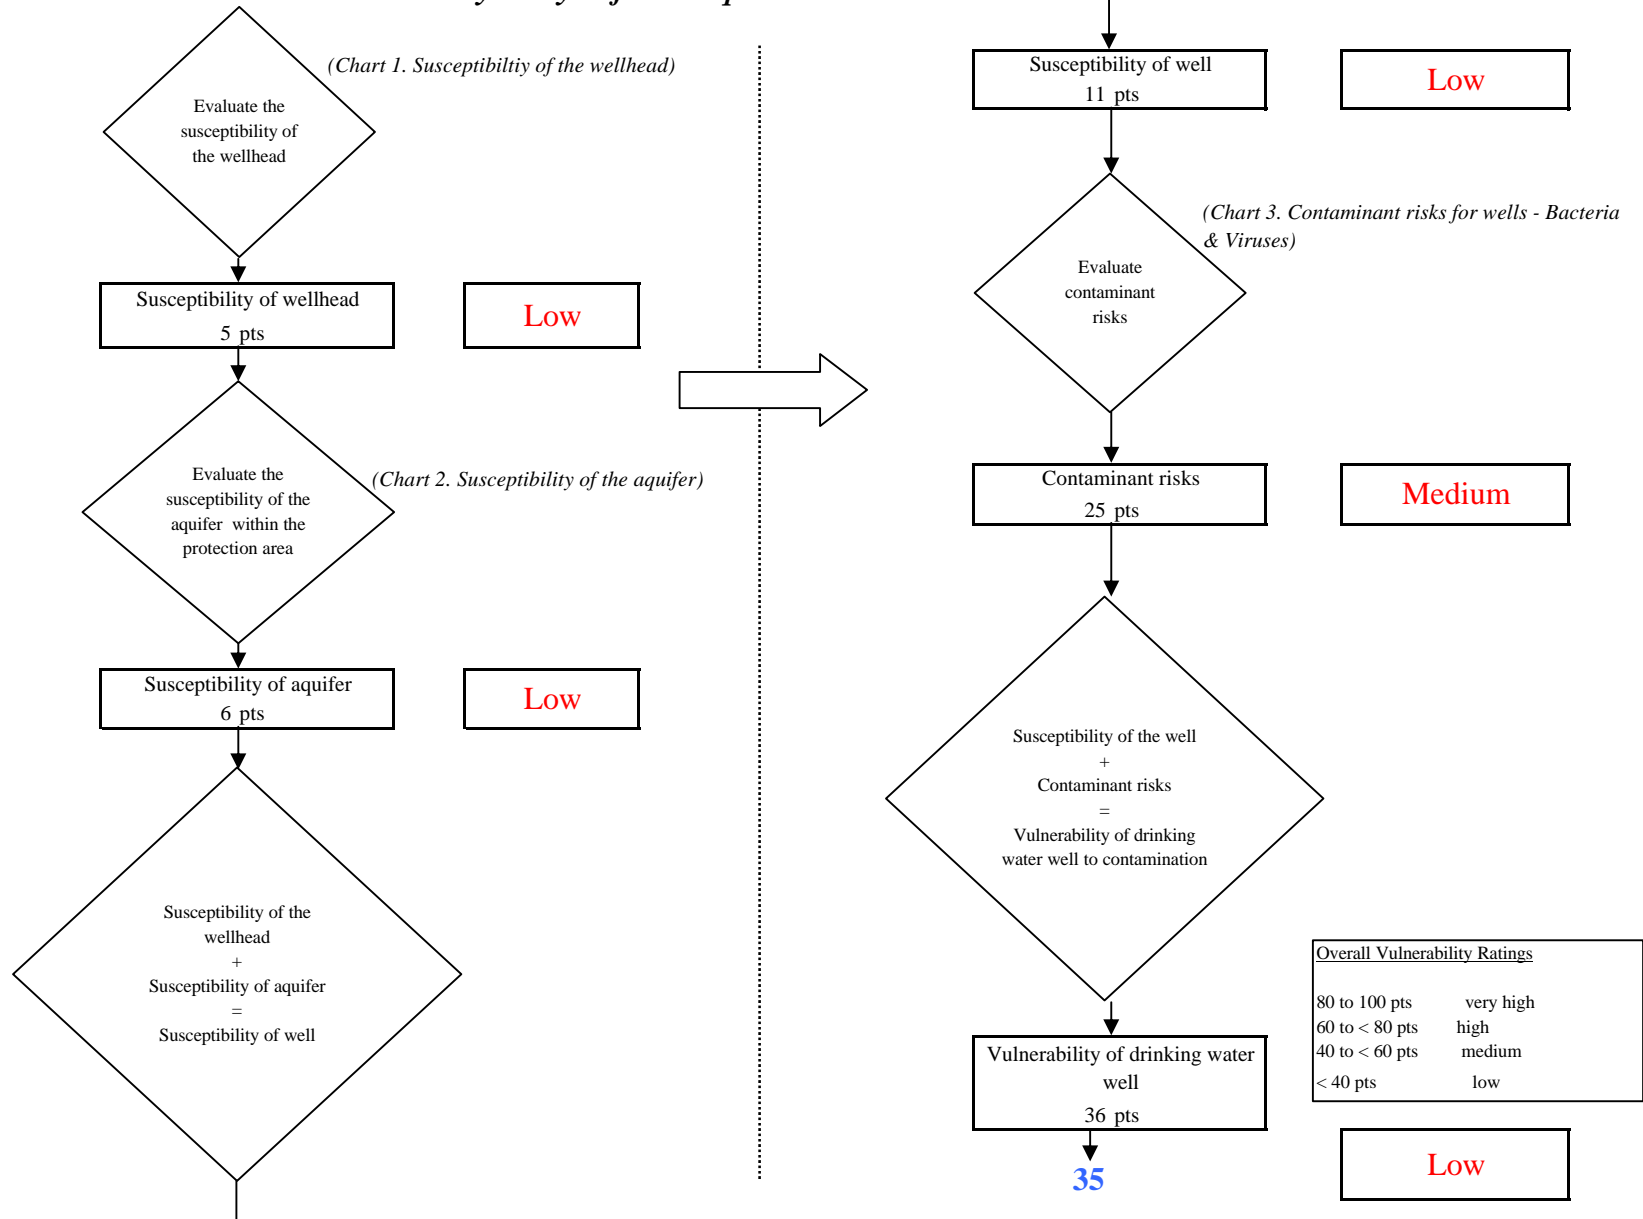 (Chart 1. Susceptibiltiy of the wellhead)
Evaluate the
susceptibility of
the wellhead
Susceptibility of wellhead
5 pts
Low
Evaluate the
susceptibility of the
aquifer within the
protection area
(Chart 2. Susceptibility of the aquifer)
Susceptibility of aquifer
6 pts
Low
Susceptibility of the
wellhead
+
Susceptibility of aquifer
=
Susceptibility of well
Susceptibility of well
11 pts
Low
(Chart 3. Contaminant risks for wells - Bacteria
& Viruses)
Evaluate
contaminant
risks
Contaminant risks
25 pts
Medium
Susceptibility of the well
+
Contaminant risks
=
Vulnerability of drinking
water well to contamination
Overall Vulnerability Ratings
80 to 100 pts very high
60 to < 80 pts high
40 to < 60 pts medium
< 40 pts low
Vulnerability of drinking water
well
36 pts
35
Low